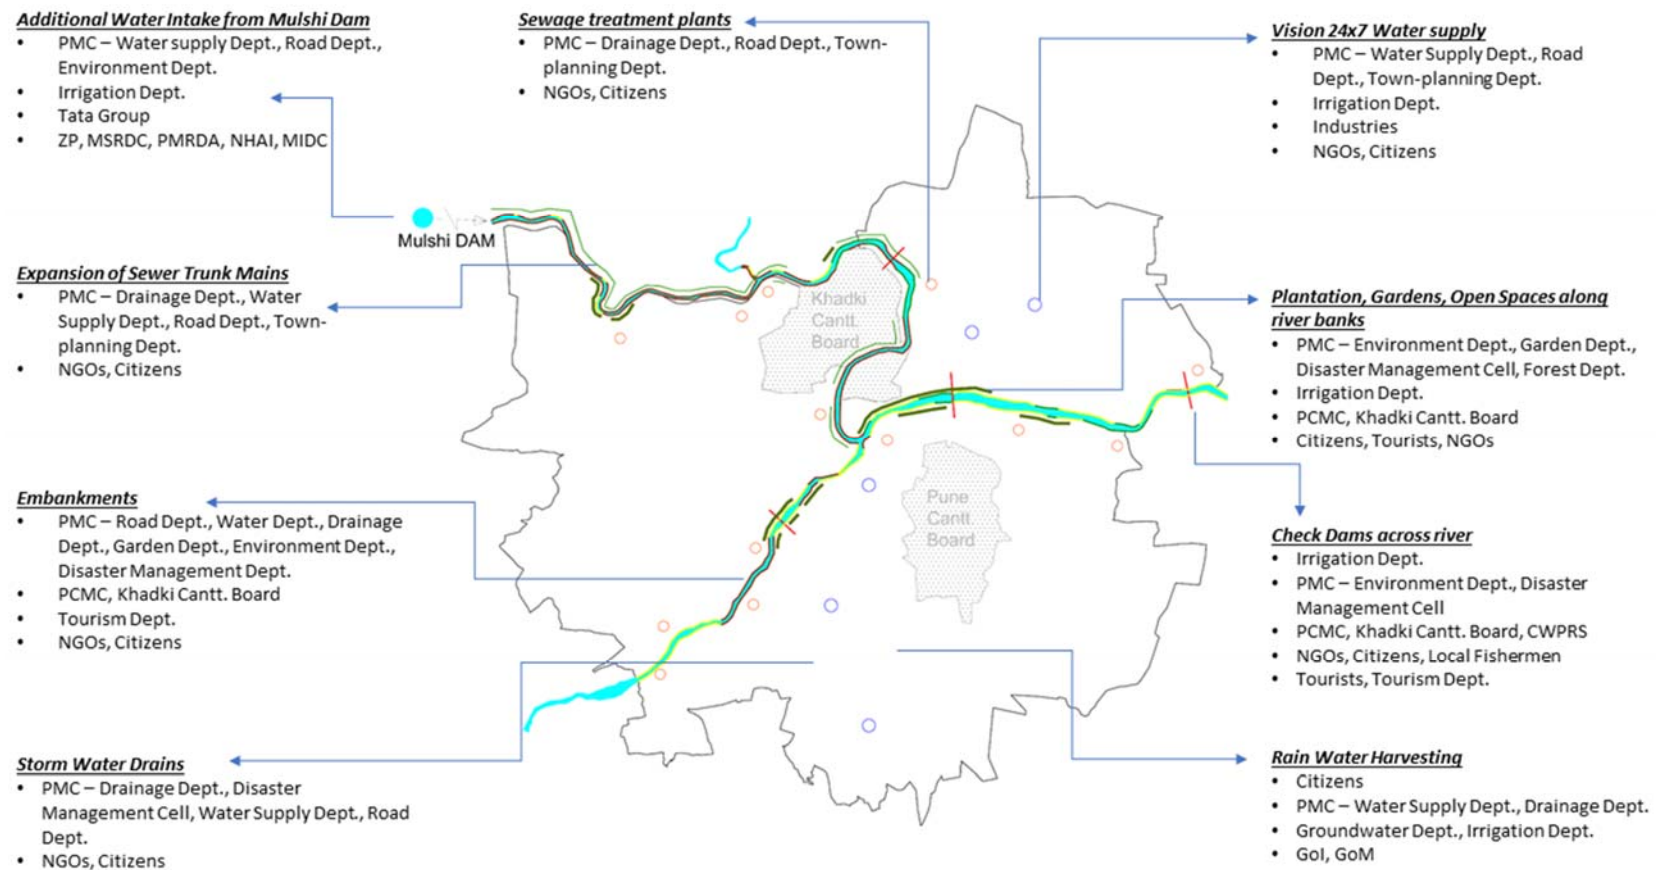 Additional Water Intake from Mulshi Dam
• PMC – Water supply Dept., Road Dept.,
Environment Dept.
• Irrigation Dept.
• Tata Group
• ZP, MSRDC, PMRDA, NHAI, MIDC
Sewage treatment plants
• PMC – Drainage Dept., Road Dept., Town-
planning Dept.
• NGOs, Citizens
Vision 24x7 Water supply
• PMC – Water Supply Dept., Road
Dept., Town-planning Dept.
• Irrigation Dept.
• Industries
• NGOs, Citizens
Mulshi DAM
Expansion of Sewer Trunk Mains
• PMC – Drainage Dept., Water
Supply Dept., Road Dept., Town-
planning Dept.
• NGOs, Citizens
Khadki
Cantt.
Board
Plantation, Gardens, Open Spaces along
river banks
• PMC – Environment Dept., Garden Dept.,
Disaster Management Cell, Forest Dept.
• Irrigation Dept.
• PCMC, Khadki Cantt. Board
• Citizens, Tourists, NGOs
Embankments
• PMC – Road Dept., Water Dept., Drainage
Dept., Garden Dept., Environment Dept.,
Disaster Management Dept.
• PCMC, Khadki Cantt. Board
• Tourism Dept.
• NGOs, Citizens
Pune
Cantt.
Board
Check Dams across river
• Irrigation Dept.
• PMC – Environment Dept., Disaster
Management Cell
• PCMC, Khadki Cantt. Board, CWPRS
• NGOs, Citizens, Local Fishermen
• Tourists, Tourism Dept.
Storm Water Drains
• PMC – Drainage Dept., Disaster
Management Cell, Water Supply Dept., Road
Dept.
• NGOs, Citizens
Rain Water Harvesting
• Citizens
• PMC – Water Supply Dept., Drainage Dept.
• Groundwater Dept., Irrigation Dept.
• GoI, GoM